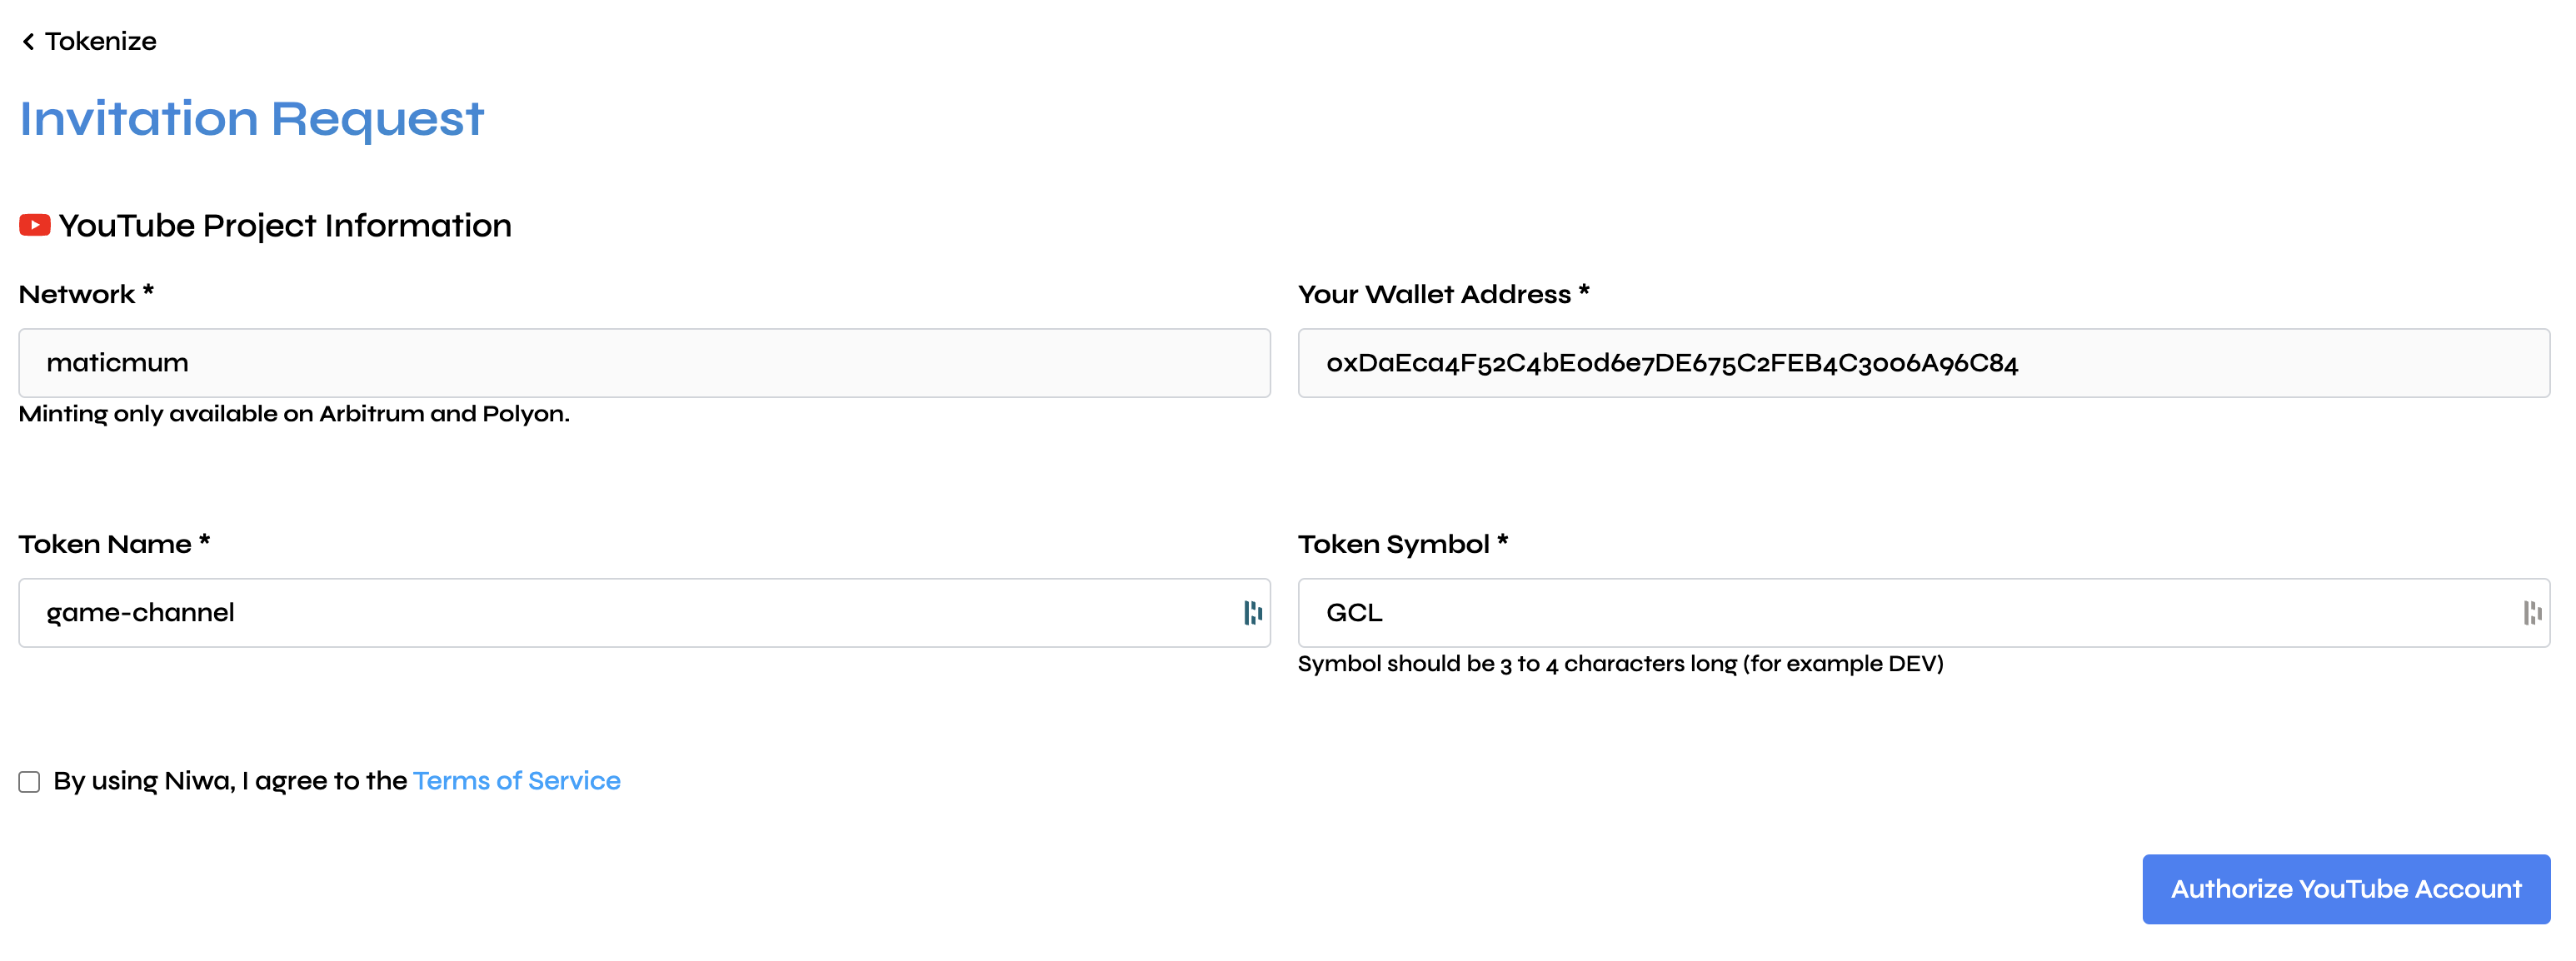 Tokenize
Invitation Request
YouTube Project Information
Network *
Your Wallet Address *
maticmum
0xDaEca4F52C4bE0d6e7DE675C2FEB4C3006A96C84
Minting only available on Arbitrum and Polyon.
Token Name *
Token Symbol *
game-channel
GCL
Symbol should be 3 to 4 characters long (for example DEV)
By using Niwa, I agree to the Terms of Service
Authorize YouTube Account